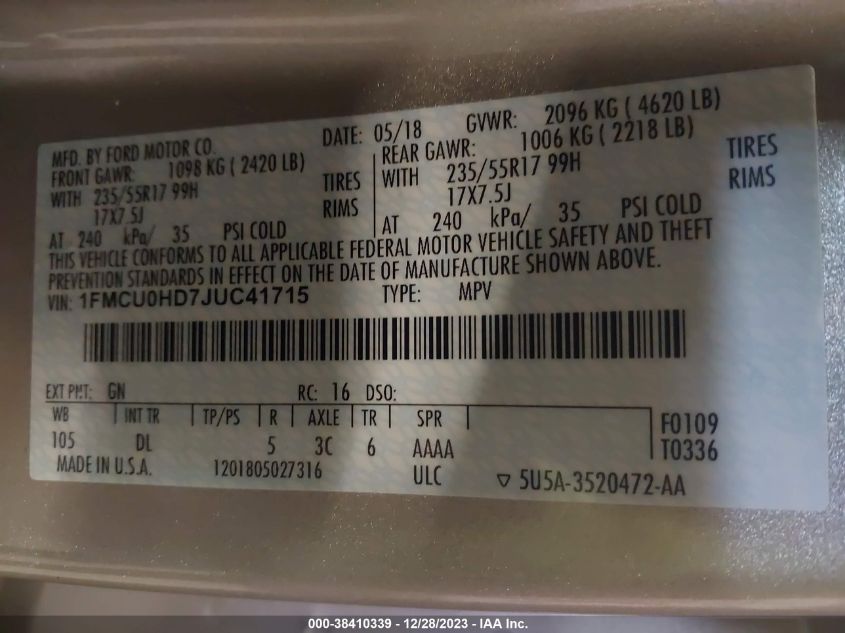 MFD. BY FORD MOTOR CO. DATE: 05/18 GVWR: 2096 KG ( 4620 LB)
FRONT GAWR: 1098 KG ( 2420 LB) REAR GAWR: 1006 KG ( 2218 LB)
WITH 235/55R17 99H TIRES WITH 235/55R17 99H TIRES
17X7.5J RIMS 17X7.5J RIMS
AT 240 kPa/ 35 PSI COLD AT 240 kPa/ 35 PSI COLD
THIS VEHICLE CONFORMS TO ALL APPLICABLE FEDERAL MOTOR VEHICLE SAFETY AND THEFT
PREVENTION STANDARDS IN EFFECT ON THE DATE OF MANUFACTURE SHOWN ABOVE.
VIN: 1FMCU0HD7JUC41715 TYPE: MPV
EXT PNT: GN RC: 16 DSO:
WB INT TR TP/PS R AXLE TR SPR F0109
105 DL 5 3C 6 AAAA T0336
MADE IN U.S.A. 1201805027316 ULC ▽ 5U5A-3520472-AA
000-38410339 - 12/28/2023 - IAA Inc.